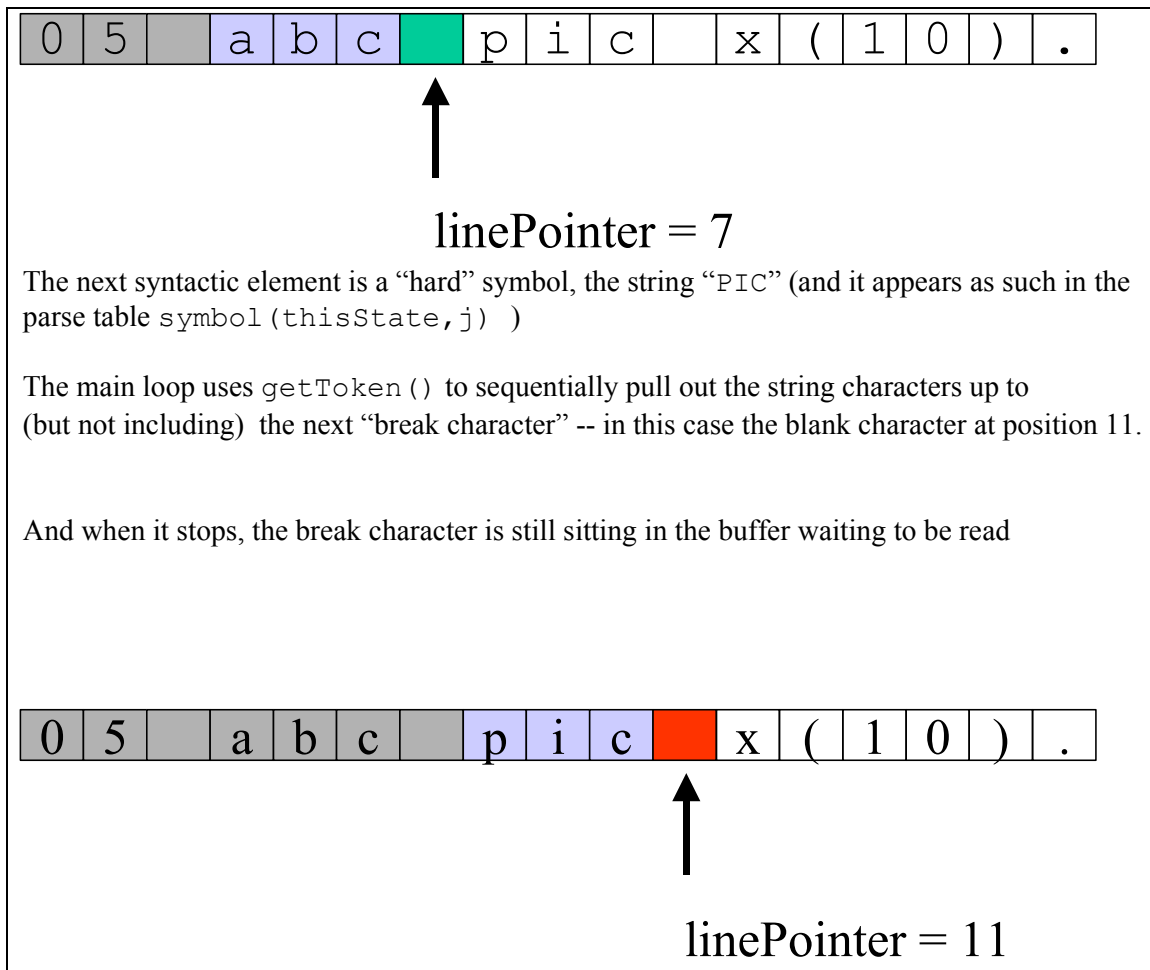 0 5 a b c p i c x ( 1 0 ) .
linePointer = 7
The next syntactic element is a “hard” symbol, the string “PIC” (and it appears as such in the
parse table symbol(thisState,j) )
The main loop uses getToken() to sequentially pull out the string characters up to
(but not including) the next “break character” -- in this case the blank character at position 11.
And when it stops, the break character is still sitting in the buffer waiting to be read
0 5 a b c p i c x ( 1 0 ) .
linePointer = 11